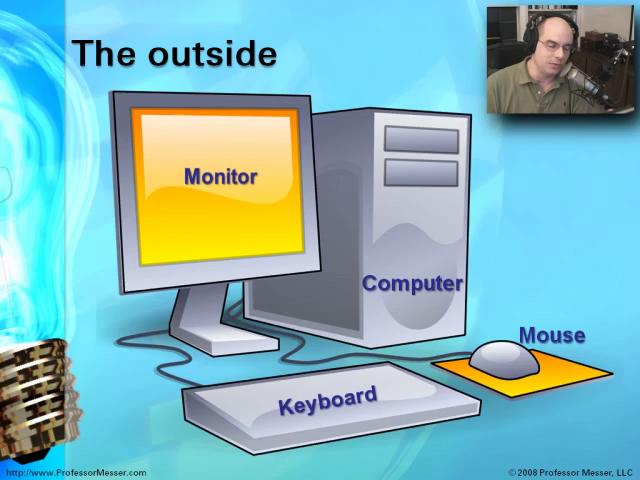 The outside
Monitor
Computer
Mouse
Keyboard
http://www.ProfessorMesser.com
© 2008 Professor Messer, LLC